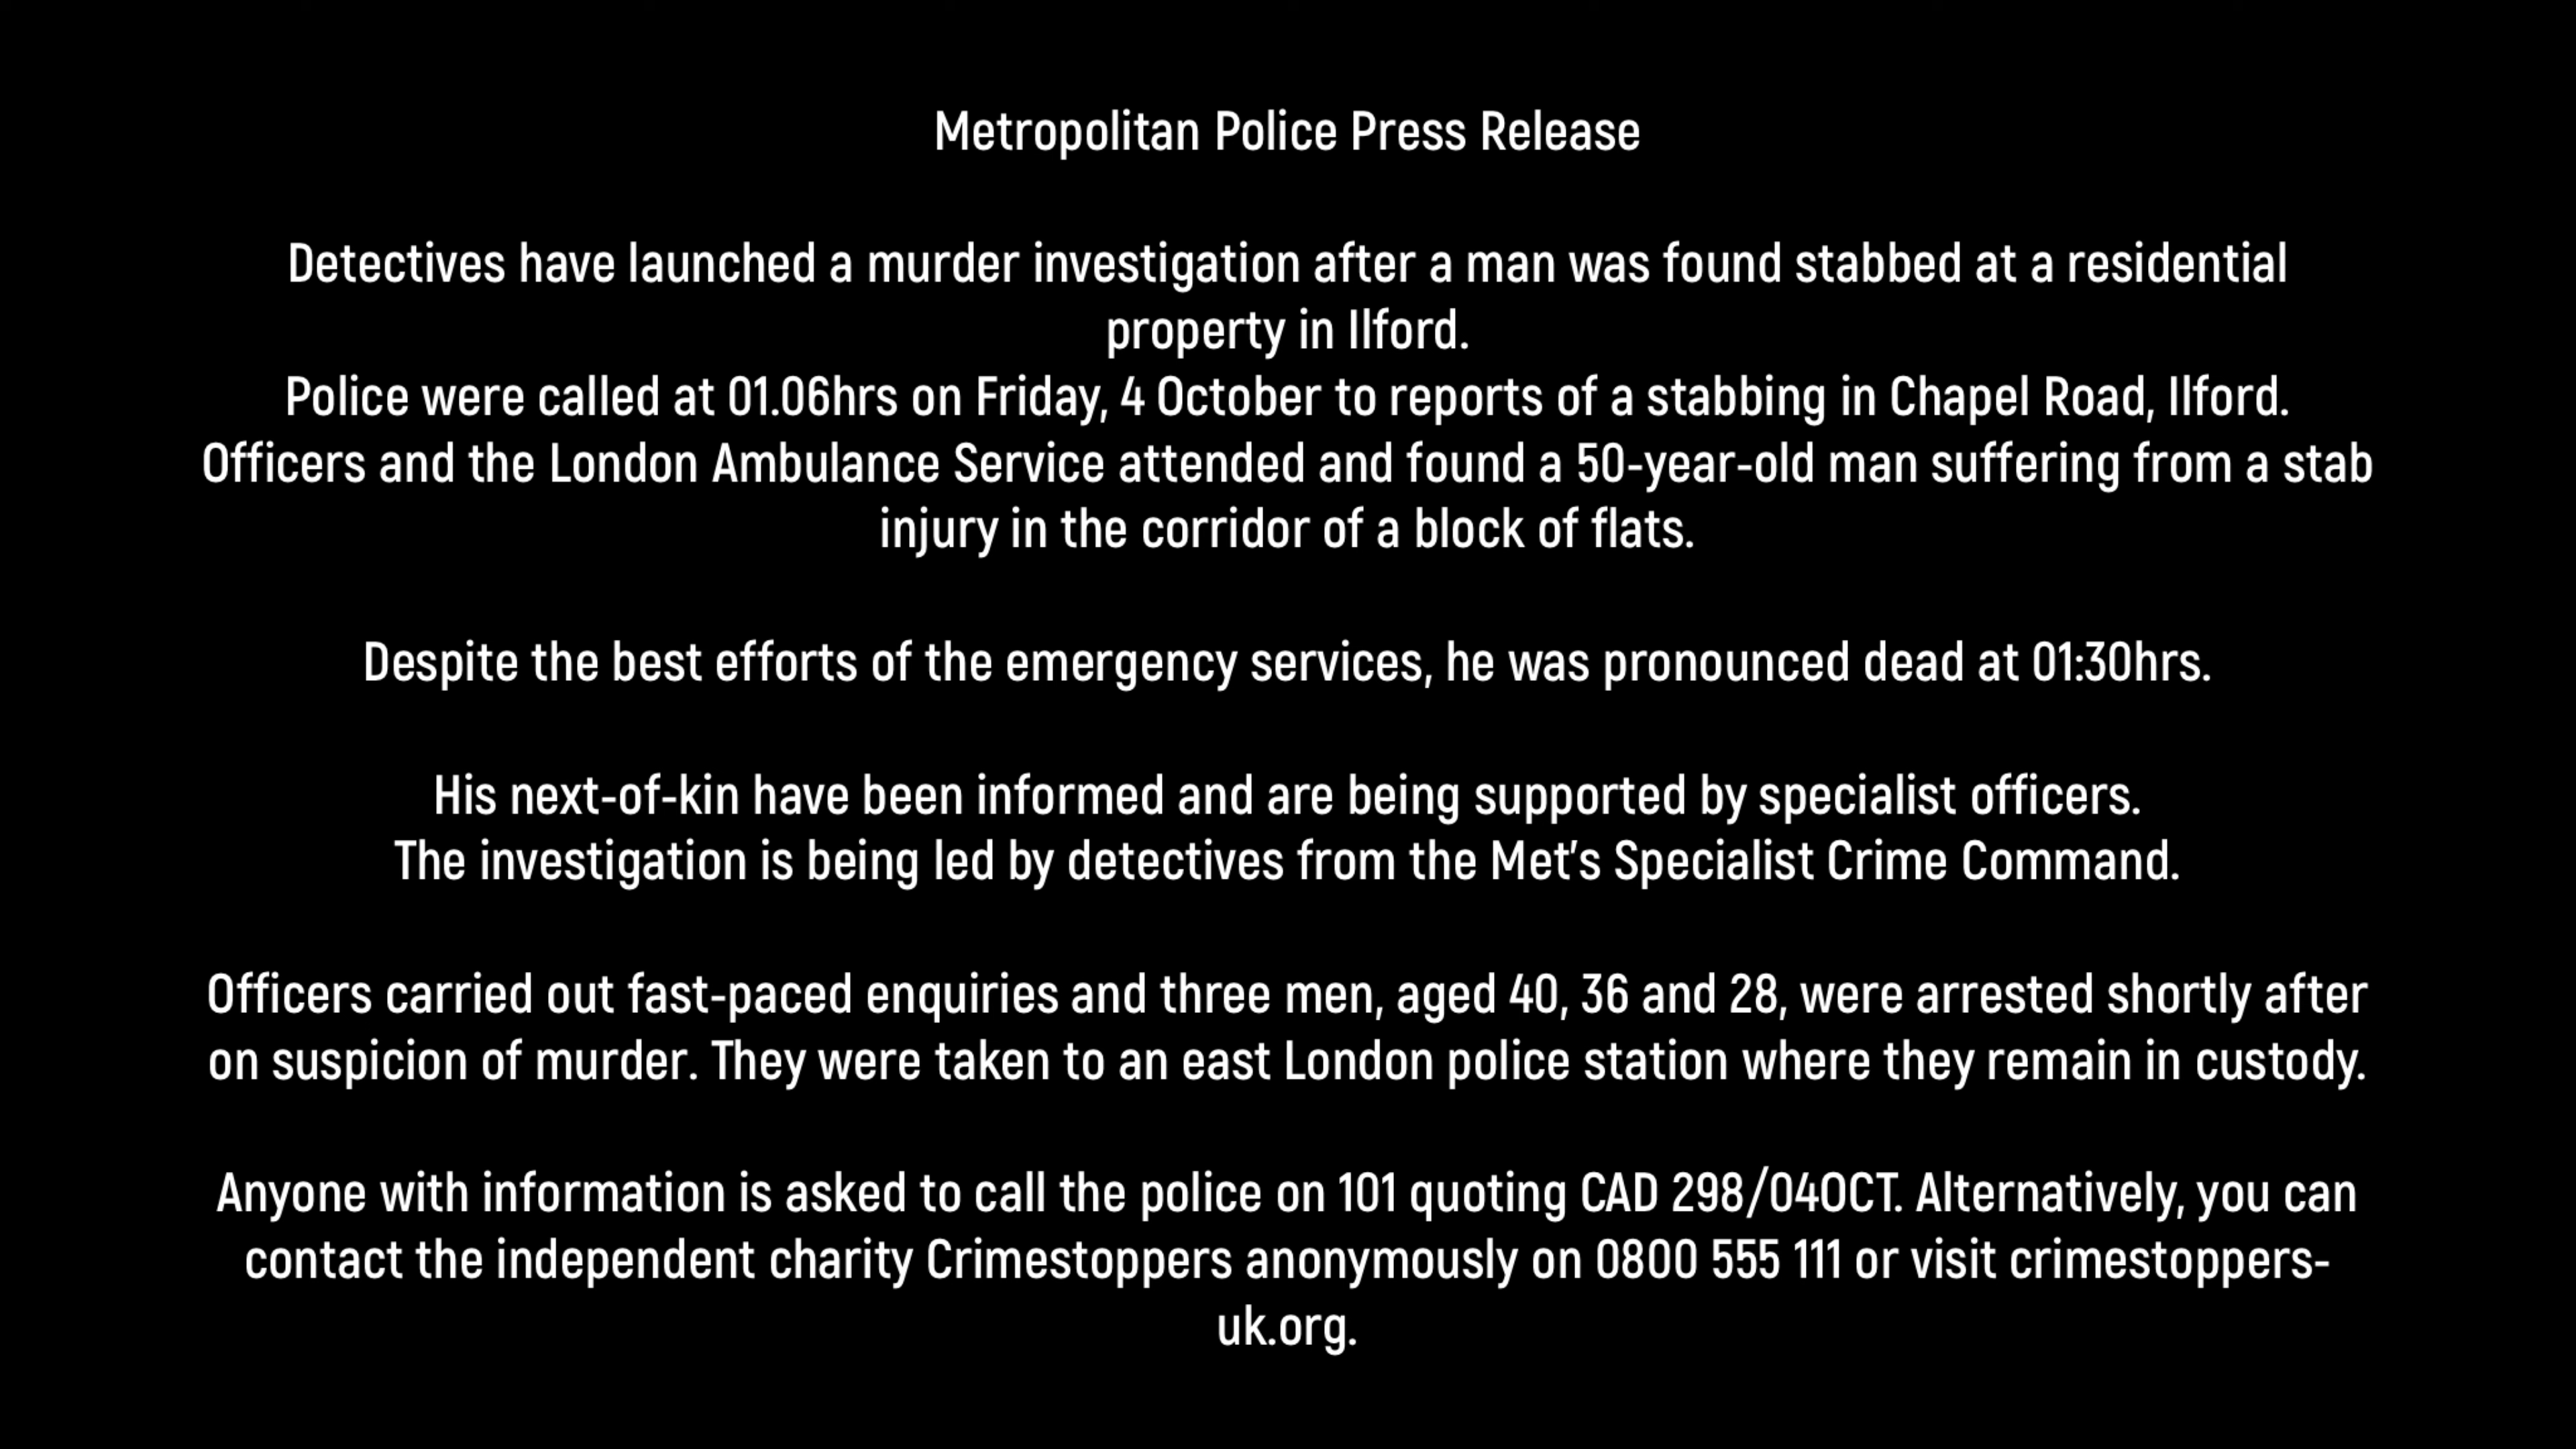 Metropolitan Police Press Release
Detectives have launched a murder investigation after a man was found stabbed at a residential
property in Ilford.
Police were called at 01.06hrs on Friday, 4 October to reports of a stabbing in Chapel Road, Ilford.
Officers and the London Ambulance Service attended and found a 50-year-old man suffering from a stab
injury in the corridor of a block of flats.
Despite the best efforts of the emergency services, he was pronounced dead at 01:30hrs.
His next-of-kin have been informed and are being supported by specialist officers.
The investigation is being led by detectives from the Met's Specialist Crime Command.
Officers carried out fast-paced enquiries and three men, aged 40, 36 and 28, were arrested shortly after
on suspicion of murder. They were taken to an east London police station where they remain in custody.
Anyone with information is asked to call the police on 101 quoting CAD 298/04OCT. Alternatively, you can
contact the independent charity Crimestoppers anonymously on 0800 555 111 or visit crimestoppers-
uk.org.